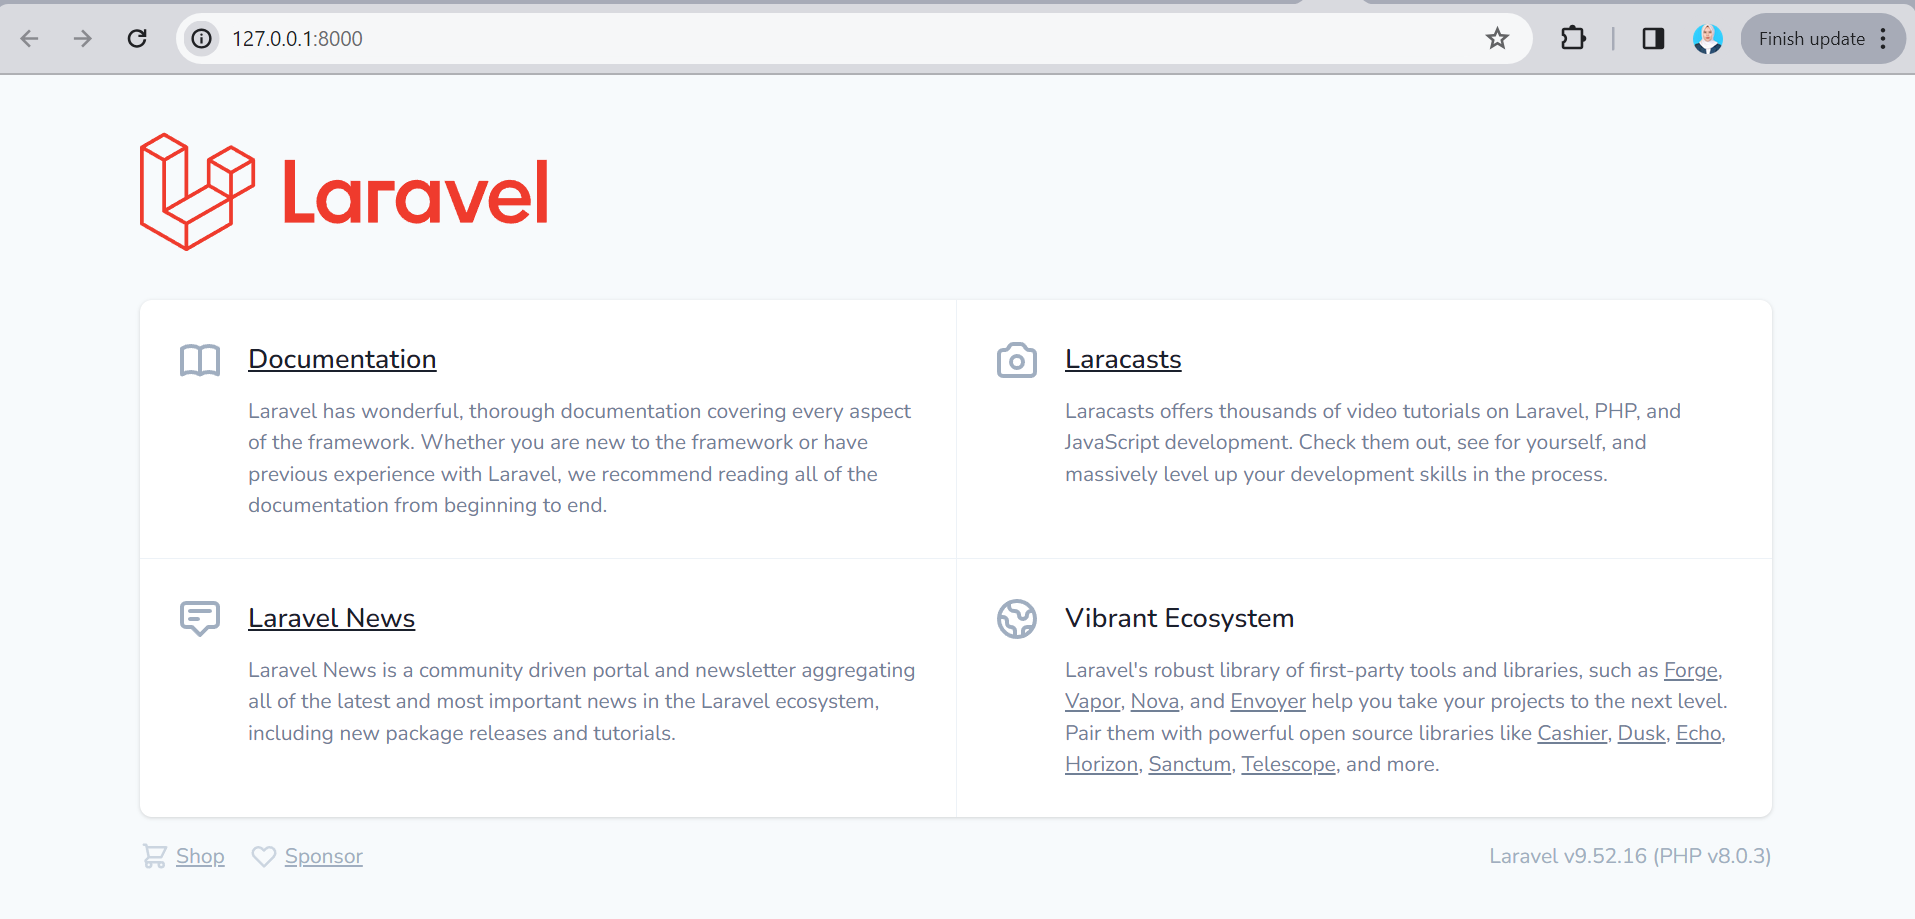 127.0.0.1:8000
Finish update
Laravel
Documentation
Laravel has wonderful, thorough documentation covering every aspect
of the framework. Whether you are new to the framework or have
previous experience with Laravel, we recommend reading all of the
documentation from beginning to end.
Laracasts
Laracasts offers thousands of video tutorials on Laravel, PHP, and
JavaScript development. Check them out, see for yourself, and
massively level up your development skills in the process.
Laravel News
Laravel News is a community driven portal and newsletter aggregating
all of the latest and most important news in the Laravel ecosystem,
including new package releases and tutorials.
Vibrant Ecosystem
Laravel's robust library of first-party tools and libraries, such as Forge,
Vapor, Nova, and Envoyer help you take your projects to the next level.
Pair them with powerful open source libraries like Cashier, Dusk, Echo,
Horizon, Sanctum, Telescope, and more.
Shop
Sponsor
Laravel v9.52.16 (PHP v8.0.3)